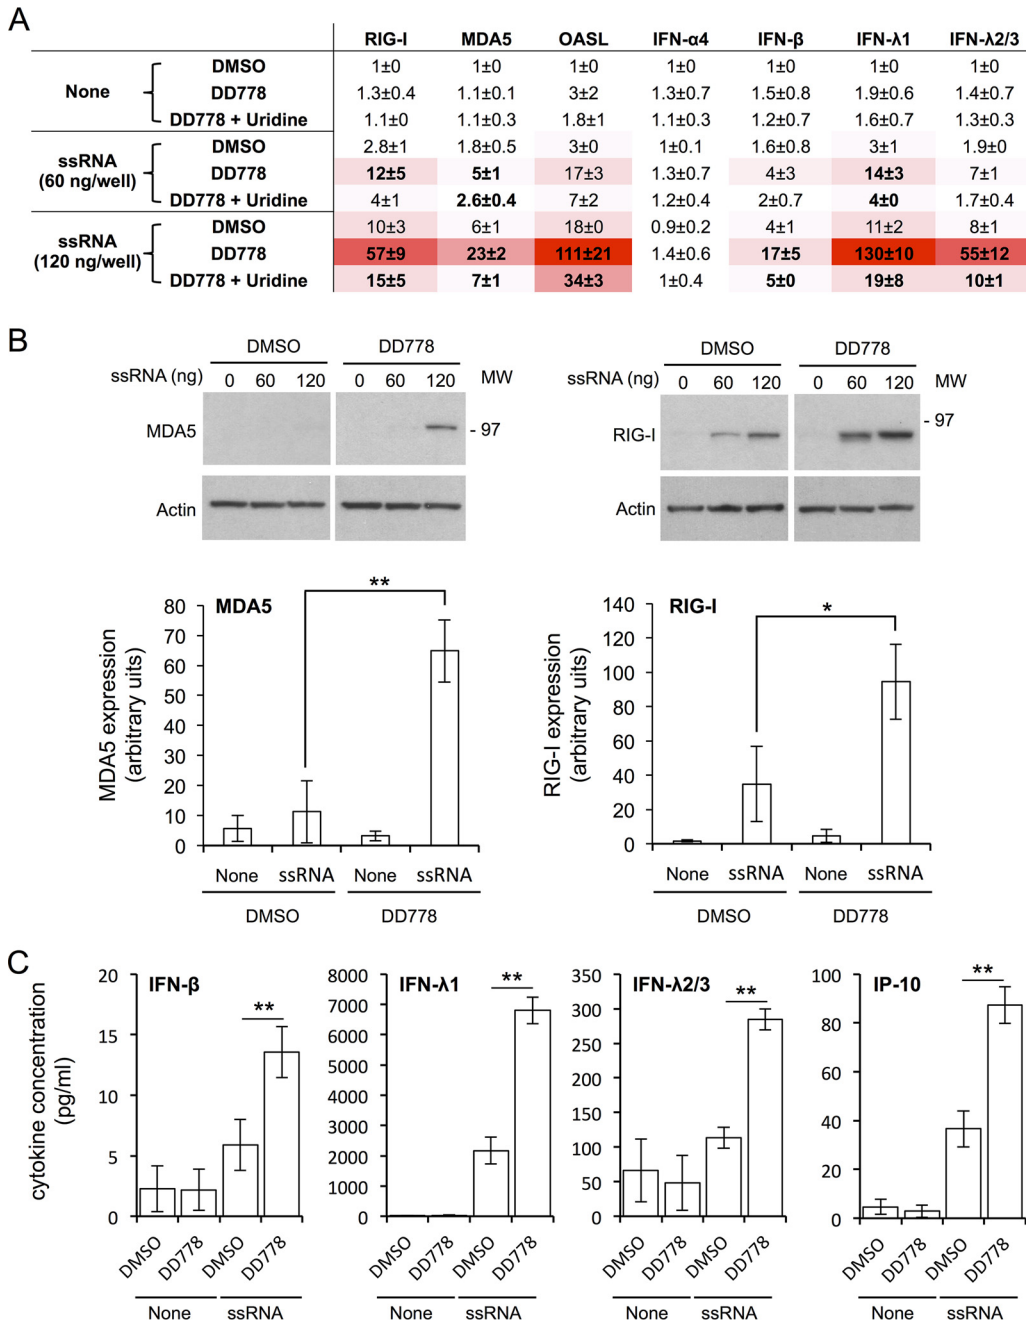 A
RIG-I MDA5 OASL IFN-α4 IFN-β IFN-λ1 IFN-λ2/3
None
DMSO 1±0 1±0 1±0 1±0 1±0 1±0 1±0
DD778 1.3±0.4 1.1±0.1 3±2 1.3±0.7 1.5±0.8 1.9±0.6 1.4±0.7
DD778 + Uridine 1.1±0 1.1±0.3 1.8±1 1.1±0.3 1.2±0.7 1.6±0.7 1.3±0.3
ssRNA
(60 ng/well)
DMSO 2.8±1 1.8±0.5 3±0 1±0.1 1.6±0.8 3±1 1.9±0
DD778 12±5 5±1 17±3 1.3±0.7 4±3 14±3 7±1
DD778 + Uridine 4±1 2.6±0.4 7±2 1.2±0.4 2±0.7 4±0 1.7±0.4
ssRNA
(120 ng/well)
DMSO 10±3 6±1 18±0 0.9±0.2 4±1 11±2 8±1
DD778 57±9 23±2 111±21 1.4±0.6 17±5 130±10 55±12
DD778 + Uridine 15±5 7±1 34±3 1±0.4 5±0 19±8 10±1
B
DMSO DD778
ssRNA (ng) 0 60 120 0 60 120 MW
MDA5 - 97
Actin
DMSO DD778
ssRNA (ng) 0 60 120 0 60 120 MW
RIG-I - 97
Actin
MDA5
**
MDA5 expression
(arbitrary uits)
80
70
60
50
40
30
20
10
0
None ssRNA None ssRNA
DMSO DD778
RIG-I
*
RIG-I expression
(arbitrary uits)
140
120
100
80
60
40
20
0
None ssRNA None ssRNA
DMSO DD778
C
cytokine concentration
(pg/ml)
IFN-β
**
20
15
10
5
0
DMSO DD778 DMSO DD778
None ssRNA
IFN-λ1
**
8000
7000
6000
5000
4000
3000
2000
1000
0
DMSO DD778 DMSO DD778
None ssRNA
IFN-λ2/3
**
350
300
250
200
150
100
50
0
DMSO DD778 DMSO DD778
None ssRNA
IP-10
**
100
80
60
40
20
0
DMSO DD778 DMSO DD778
None ssRNA